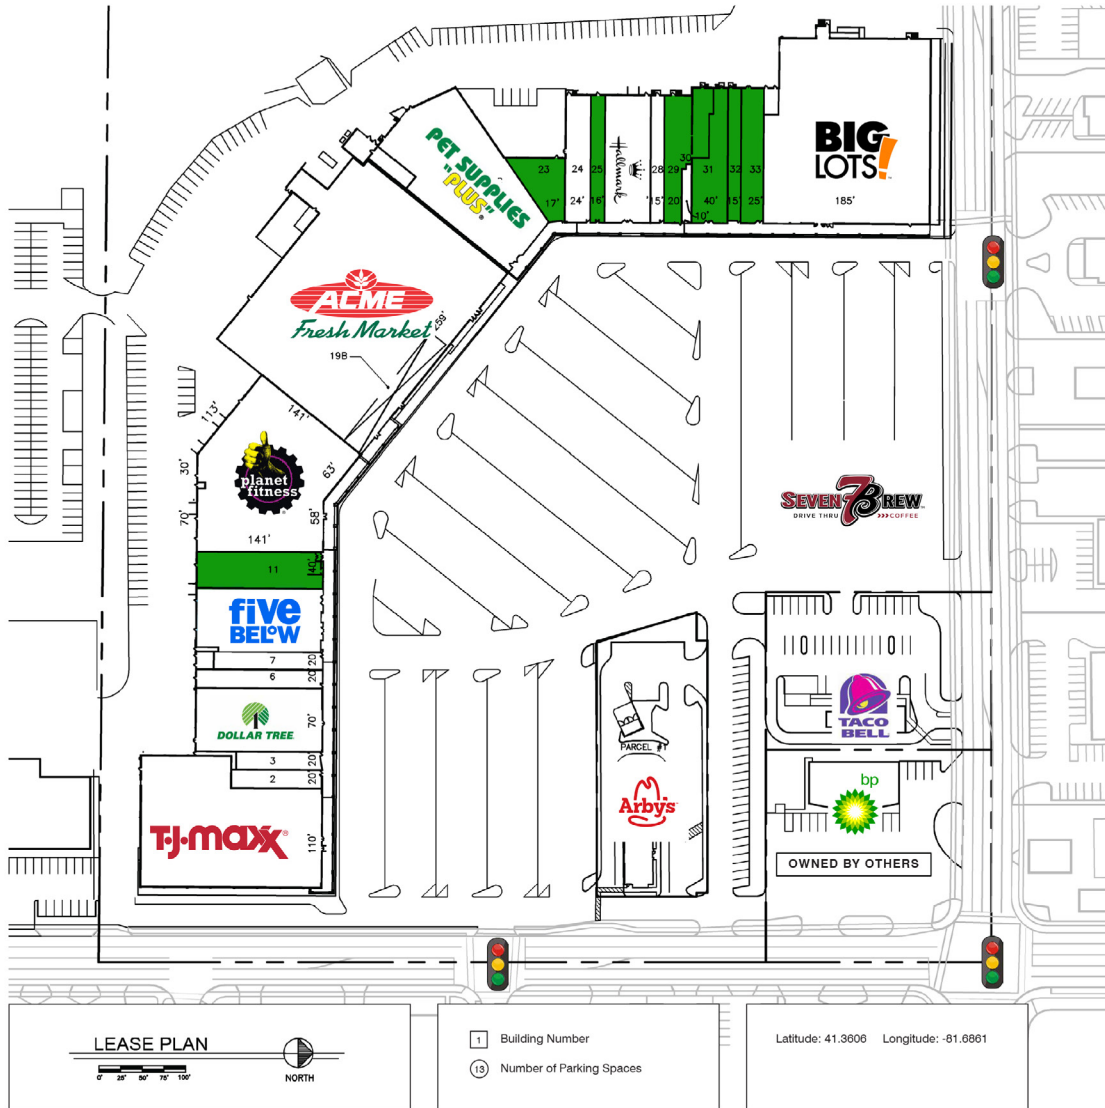 BIG
LOTS!
185'
PET SUPPLIES
"PLUS"
23
24
25
Hallmark
28
29
30
31
32
33
17'
24'
16'
15'
20'
10'
40'
15'
25'
ACME
Fresh Market
259'
19B
113'
141'
63'
30'
70'
58'
planet
fitness
141'
11
40'
five
BELOW
7
20'
6
20'
DOLLAR TREE
70'
3
20'
2
20'
T·J·maxx
110'
SEVEN 7 BREW
DRIVE THRU >>>COFFEE
PARCEL #1
Arby's
TACO
BELL
bp
OWNED BY OTHERS
LEASE PLAN
0' 25' 50' 75' 100'
NORTH
1 Building Number
13 Number of Parking Spaces
Latitude: 41.3606 Longitude: -81.6861